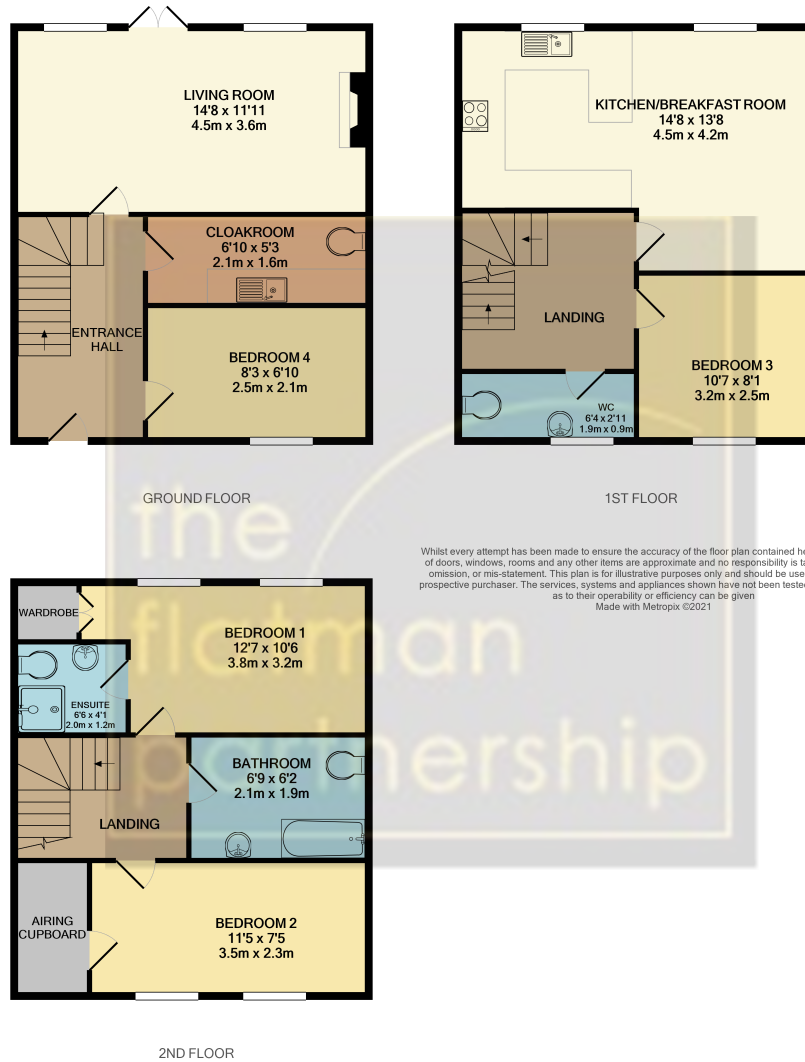 LIVING ROOM
14'8 x 11'11
4.5m x 3.6m
CLOAKROOM
6'10 x 5'3
2.1m x 1.6m
ENTRANCE
HALL
BEDROOM 4
8'3 x 6'10
2.5m x 2.1m
GROUND FLOOR
KITCHEN/BREAKFAST ROOM
14'8 x 13'8
4.5m x 4.2m
LANDING
BEDROOM 3
10'7 x 8'1
3.2m x 2.5m
WC
6'4 x 2'11
1.9m x 0.9m
1ST FLOOR
Whilst every attempt has been made to ensure the accuracy of the floor plan contained he
of doors, windows, rooms and any other items are approximate and no responsibility is ta
omission, or mis-statement. This plan is for illustrative purposes only and should be use
prospective purchaser. The services, systems and appliances shown have not been teste
as to their operability or efficiency can be given
Made with Metropix ©2021
WARDROBE
BEDROOM 1
12'7 x 10'6
3.8m x 3.2m
ENSUITE
6'6 x 4'1
2.0m x 1.2m
BATHROOM
6'9 x 6'2
2.1m x 1.9m
LANDING
AIRING
CUPBOARD
BEDROOM 2
11'5 x 7'5
3.5m x 2.3m
2ND FLOOR
the
flatman
partnership